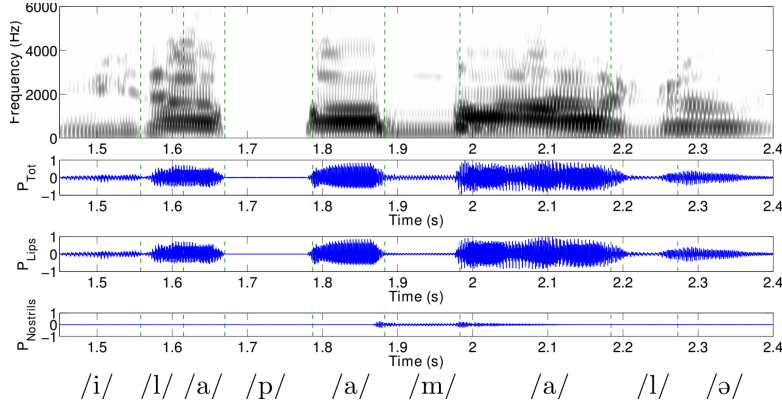 6000
4000
2000
0
Frequency (Hz)
1.5 1.6 1.7 1.8 1.9 2 2.1 2.2 2.3 2.4
1
0
-1
P_Tot
1.5 1.6 1.7 1.8 1.9 2 2.1 2.2 2.3 2.4
Time (s)
1
0
-1
P_Lips
1.5 1.6 1.7 1.8 1.9 2 2.1 2.2 2.3 2.4
Time (s)
1
0
-1
P_Nostrils
1.5 1.6 1.7 1.8 1.9 2 2.1 2.2 2.3 2.4
Time (s)
/i/ /l/ /a/ /p/ /a/ /m/ /a/ /l/ /ə/